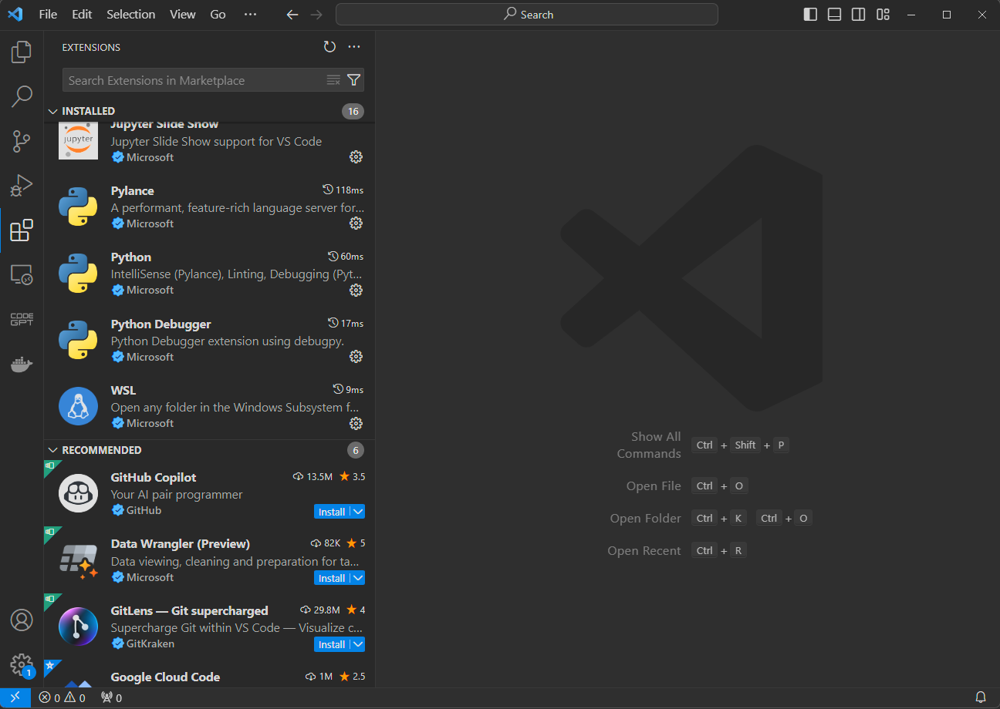 File Edit Selection View Go ···
Search
EXTENSIONS
Search Extensions in Marketplace
INSTALLED 16
Jupyter Slide Show
jupyter
Jupyter Slide Show support for VS Code
Microsoft
Pylance 118ms
A performant, feature-rich language server for...
Microsoft
Python 60ms
IntelliSense (Pylance), Linting, Debugging (Pyt...
Microsoft
Python Debugger 17ms
Python Debugger extension using debugpy.
Microsoft
WSL 9ms
Open any folder in the Windows Subsystem f...
Microsoft
CODE
GPT
RECOMMENDED 6
GitHub Copilot 13.5M 3.5
Your AI pair programmer
GitHub Install
Data Wrangler (Preview) 82K 5
Data viewing, cleaning and preparation for ta...
Microsoft Install
GitLens — Git supercharged 29.8M 4
Supercharge Git within VS Code — Visualize c...
GitKraken Install
Google Cloud Code 1M 2.5
1
0 0 0
Show All
Commands Ctrl + Shift + P
Open File Ctrl + O
Open Folder Ctrl + K Ctrl + O
Open Recent Ctrl + R